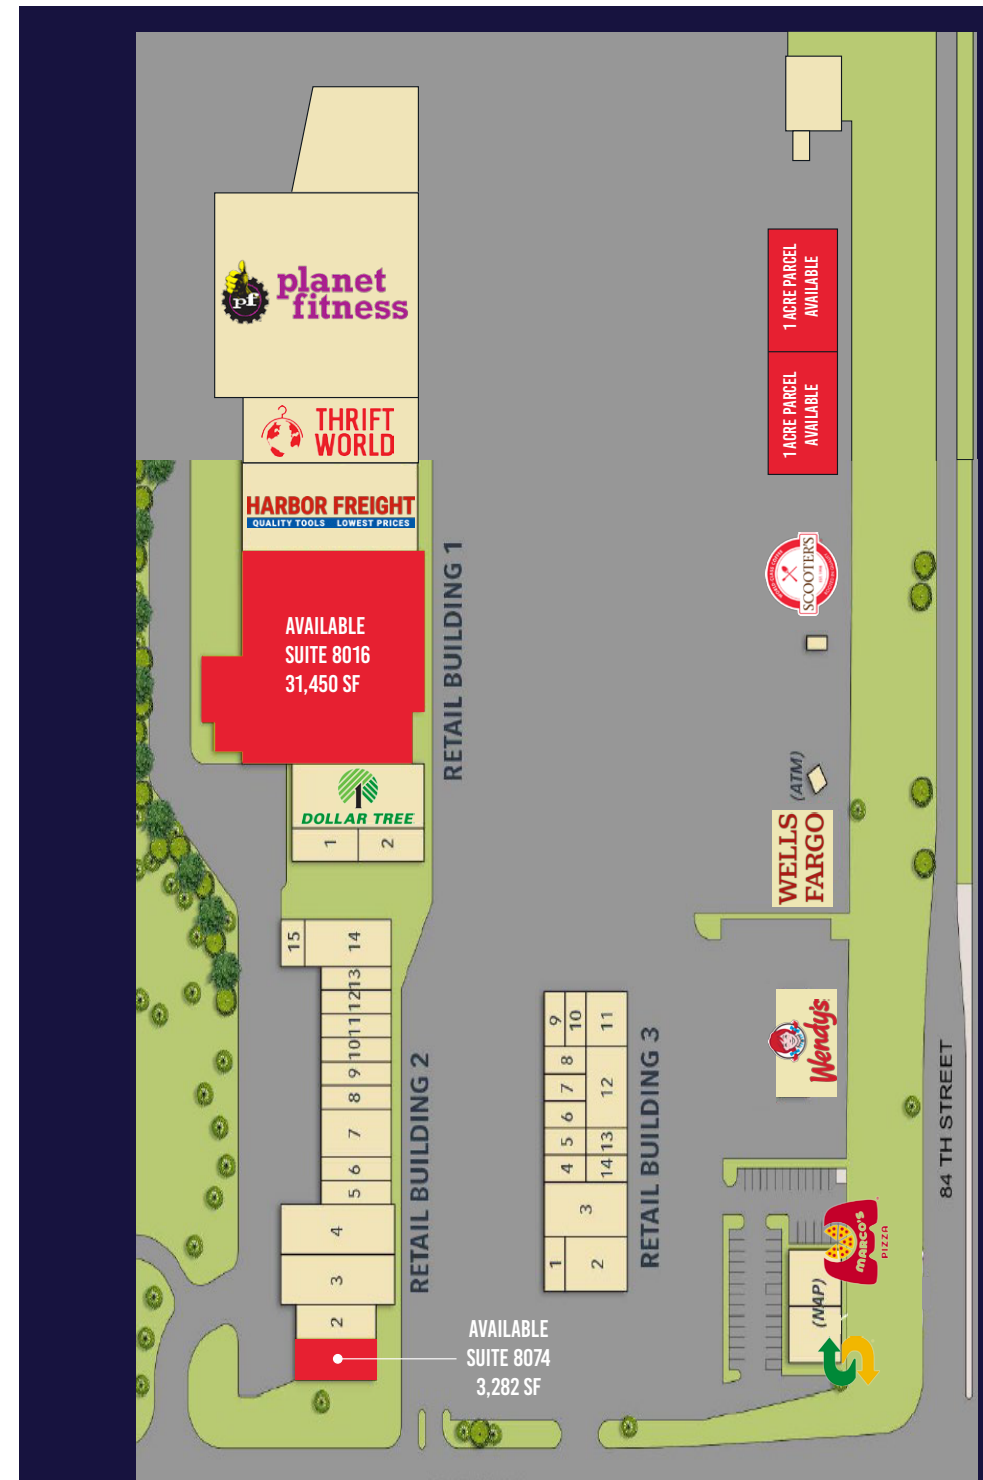 pf
planet
fitness
THRIFT
WORLD
HARBOR FREIGHT
QUALITY TOOLS LOWEST PRICES
AVAILABLE
SUITE 8016
31,450 SF
RETAIL BUILDING 1
DOLLAR TREE
1
2
1 ACRE PARCEL
AVAILABLE
1 ACRE PARCEL
AVAILABLE
SCOOTER'S
(ATM)
WELLS
FARGO
Wendy's
15
14
13
12
11
10
9
8
7
6
5
4
3
2
RETAIL BUILDING 2
9
10
11
8
7
12
6
5
13
4
14
3
1
2
RETAIL BUILDING 3
84 TH STREET
MARCO'S
PIZZA
(NAP)
AVAILABLE
SUITE 8074
3,282 SF